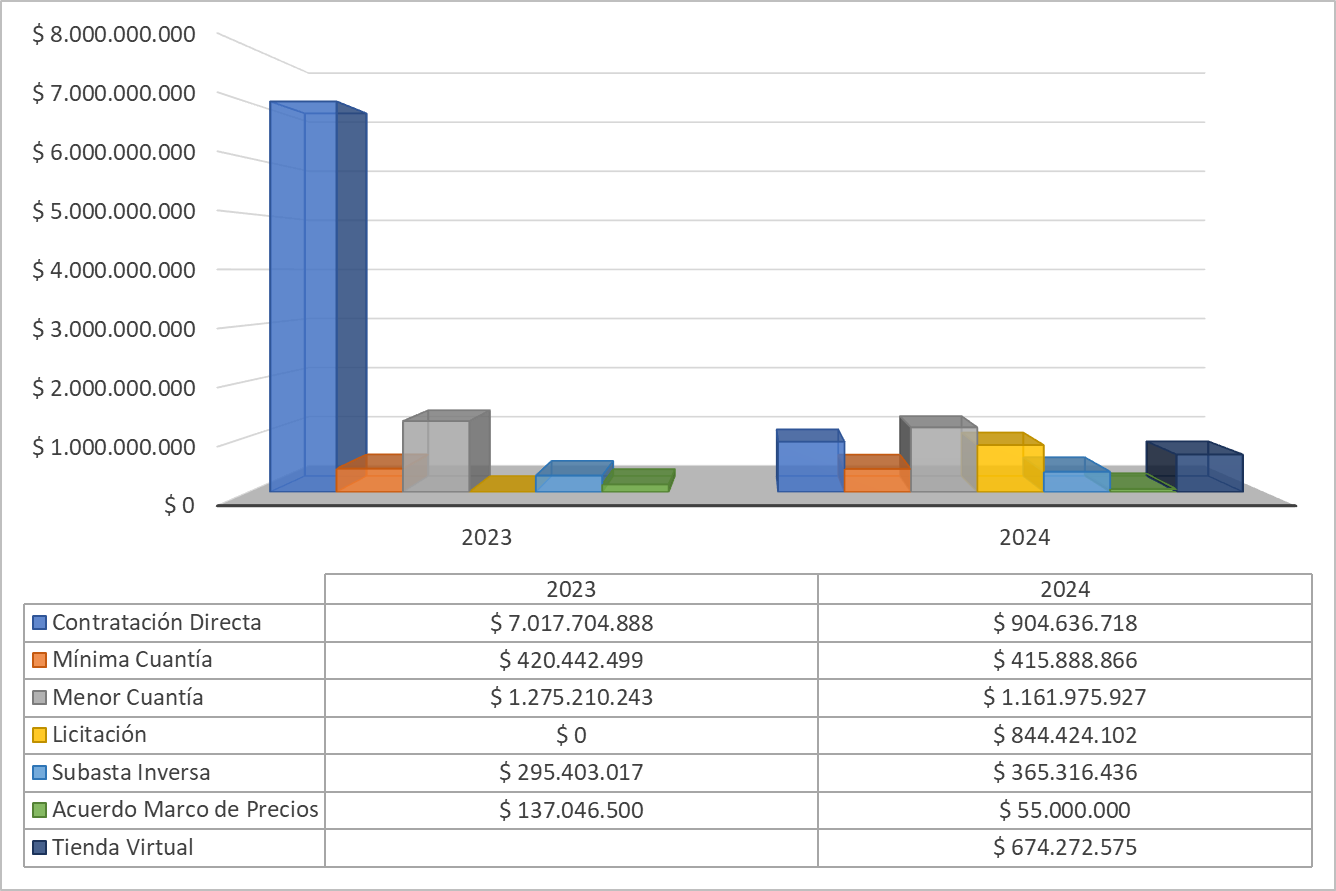 $ 8.000.000.000
$ 7.000.000.000
$ 6.000.000.000
$ 5.000.000.000
$ 4.000.000.000
$ 3.000.000.000
$ 2.000.000.000
$ 1.000.000.000
$ 0
2023 2024
2023 2024
Contratación Directa $ 7.017.704.888 $ 904.636.718
Mínima Cuantía $ 420.442.499 $ 415.888.866
Menor Cuantía $ 1.275.210.243 $ 1.161.975.927
Licitación $ 0 $ 844.424.102
Subasta Inversa $ 295.403.017 $ 365.316.436
Acuerdo Marco de Precios $ 137.046.500 $ 55.000.000
Tienda Virtual $ 674.272.575